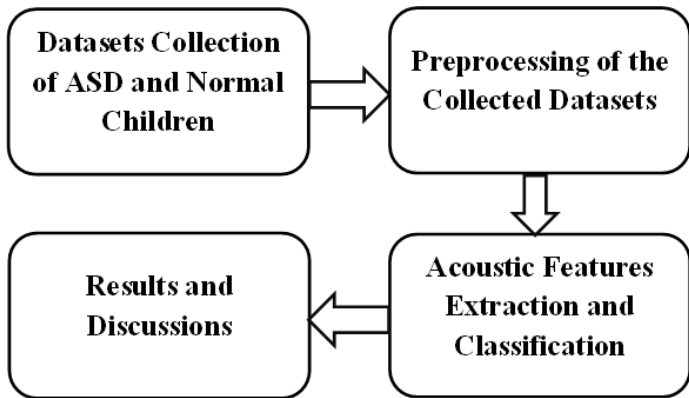 Datasets Collection
of ASD and Normal
Children
Preprocessing of the
Collected Datasets
Acoustic Features
Extraction and
Classification
Results and
Discussions